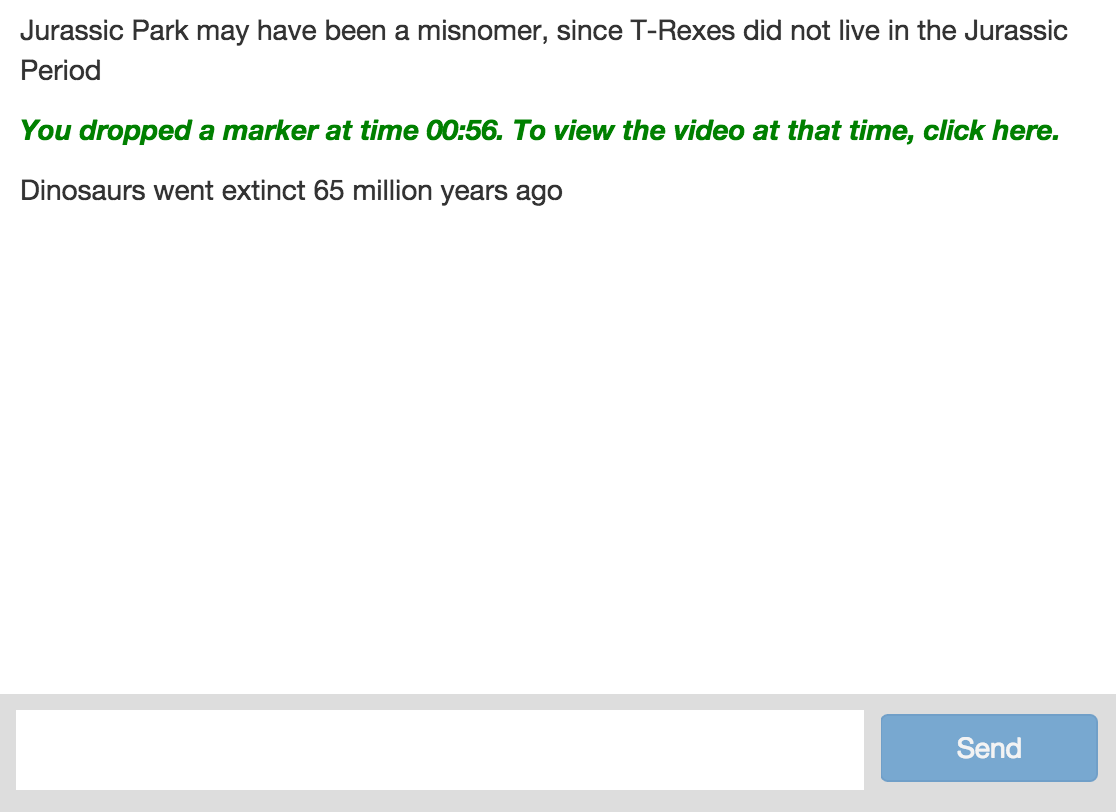 Jurassic Park may have been a misnomer, since T-Rexes did not live in the Jurassic
Period
You dropped a marker at time 00:56. To view the video at that time, click here.
Dinosaurs went extinct 65 million years ago
Send